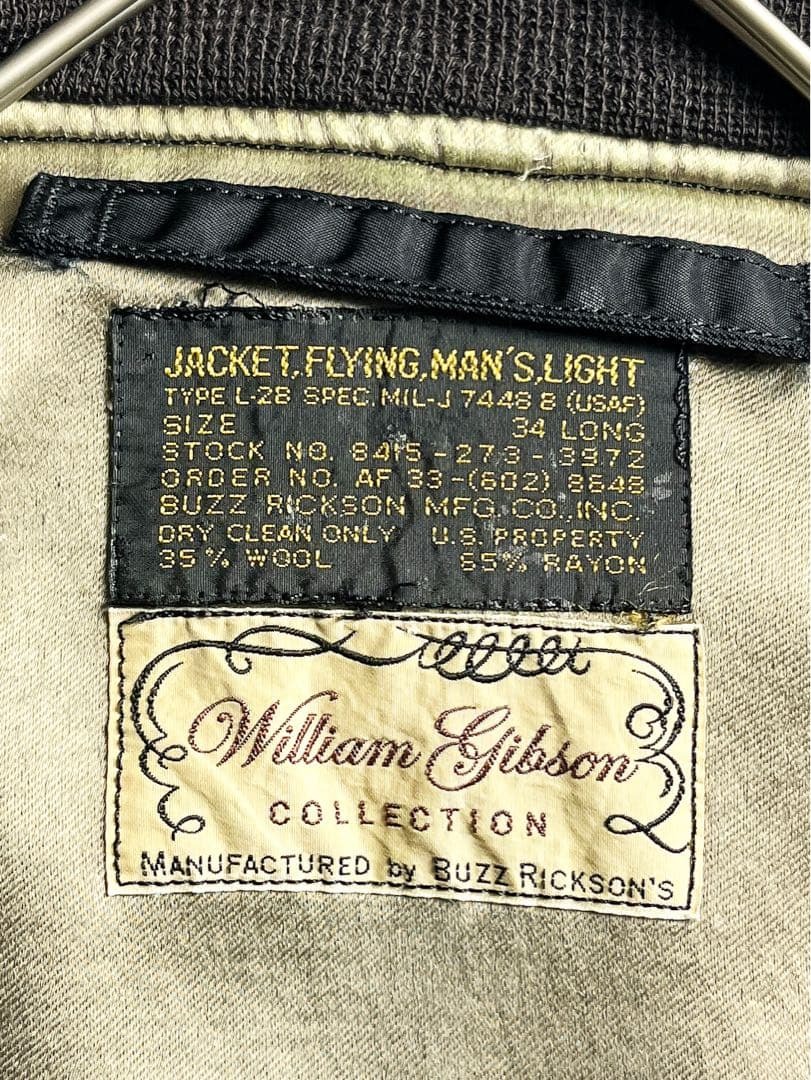 JACKET, FLYING, MAN'S, LIGHT
TYPE L-2B SPEC. MIL-J 7448 B (USAF)
SIZE 34 LONG
STOCK NO. 8415-273-3972
ORDER NO. AF 33-(602) 8848
BUZZ RICKSON MFG. CO., INC.
DRY CLEAN ONLY U.S. PROPERTY
35% WOOL 65% RAYON
William Gibson
COLLECTION
MANUFACTURED by BUZZ RICKSON'S